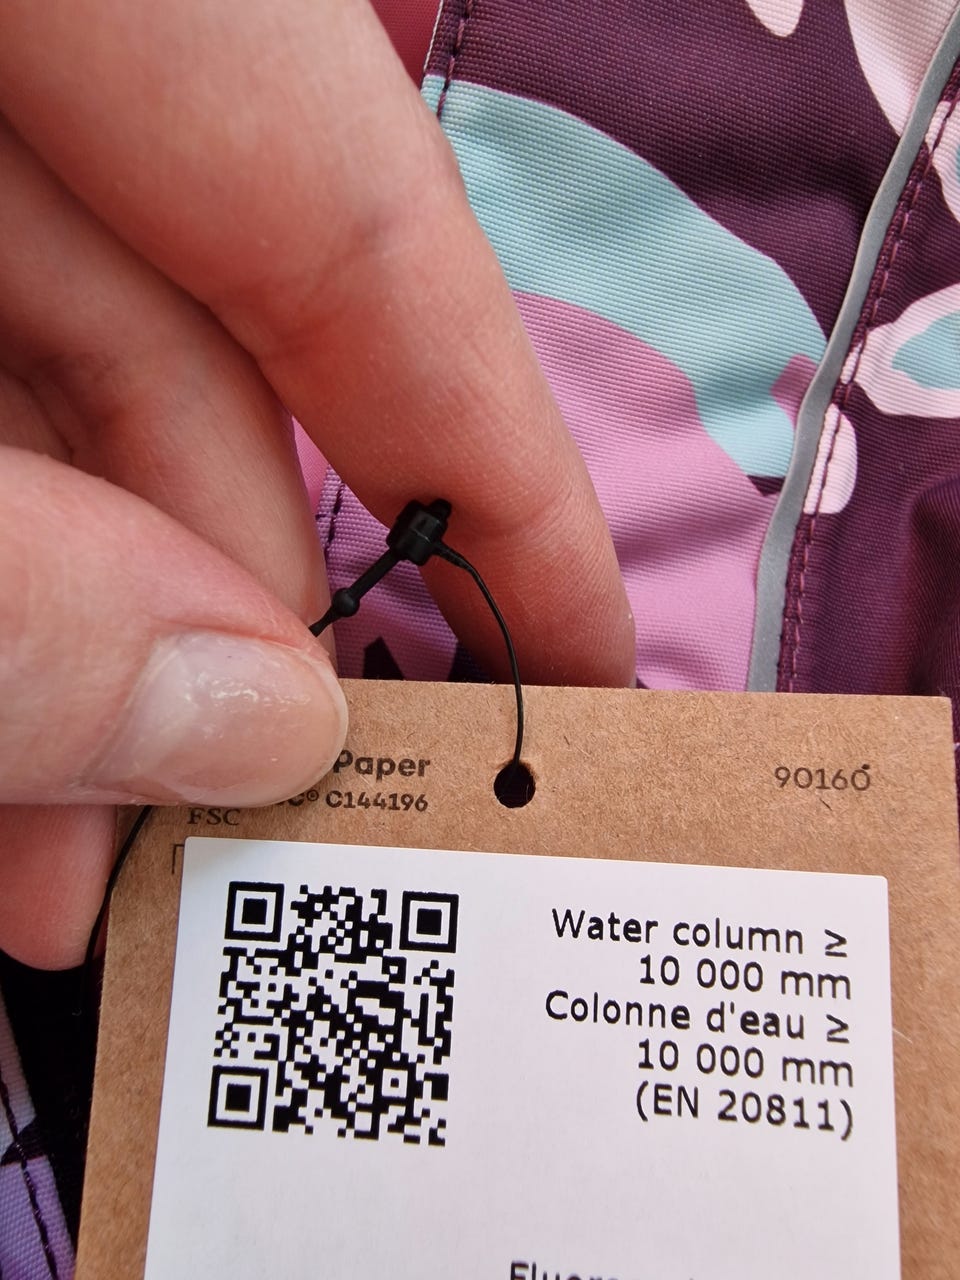 Paper
90160
C® C144196
FSC
Water column ≥
10 000 mm
Colonne d'eau ≥
10 000 mm
(EN 20811)